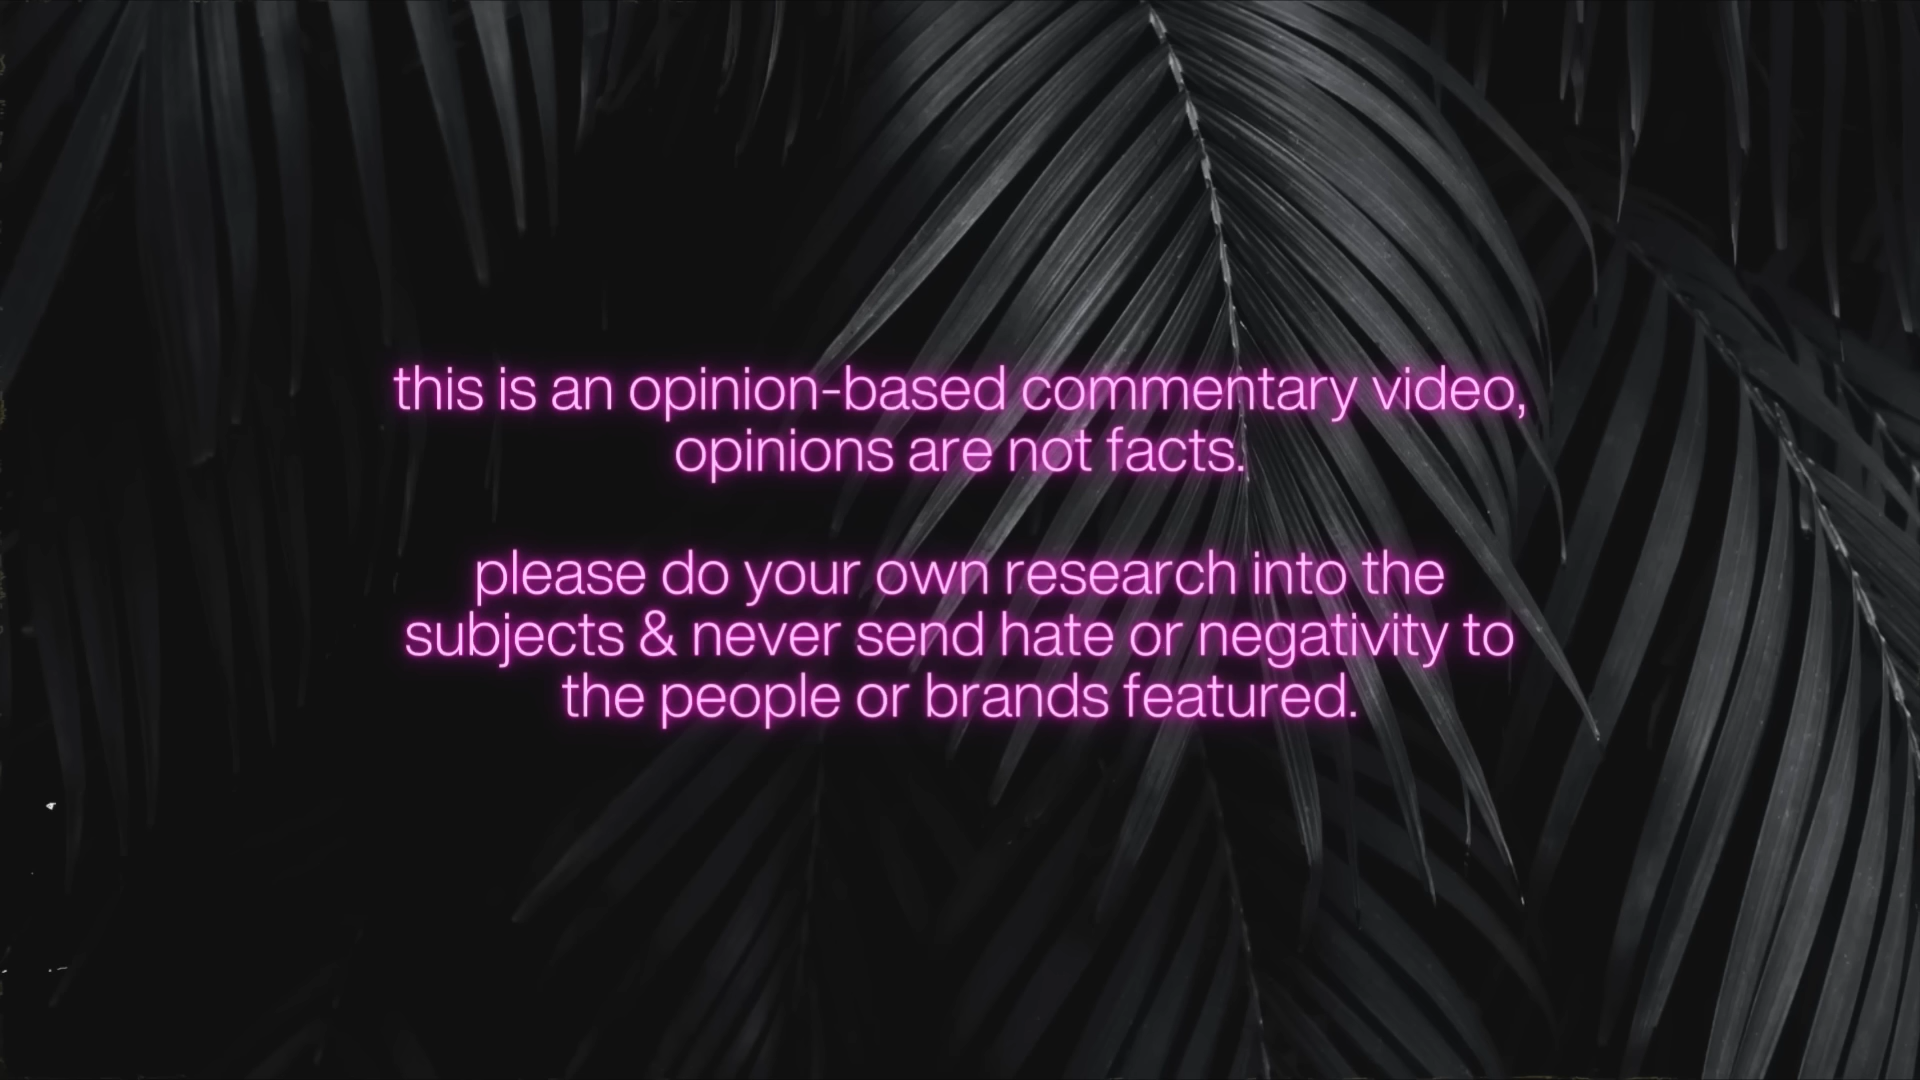 this is an opinion-based commentary video,
opinions are not facts.
please do your own research into the
subjects & never send hate or negativity to
the people or brands featured.